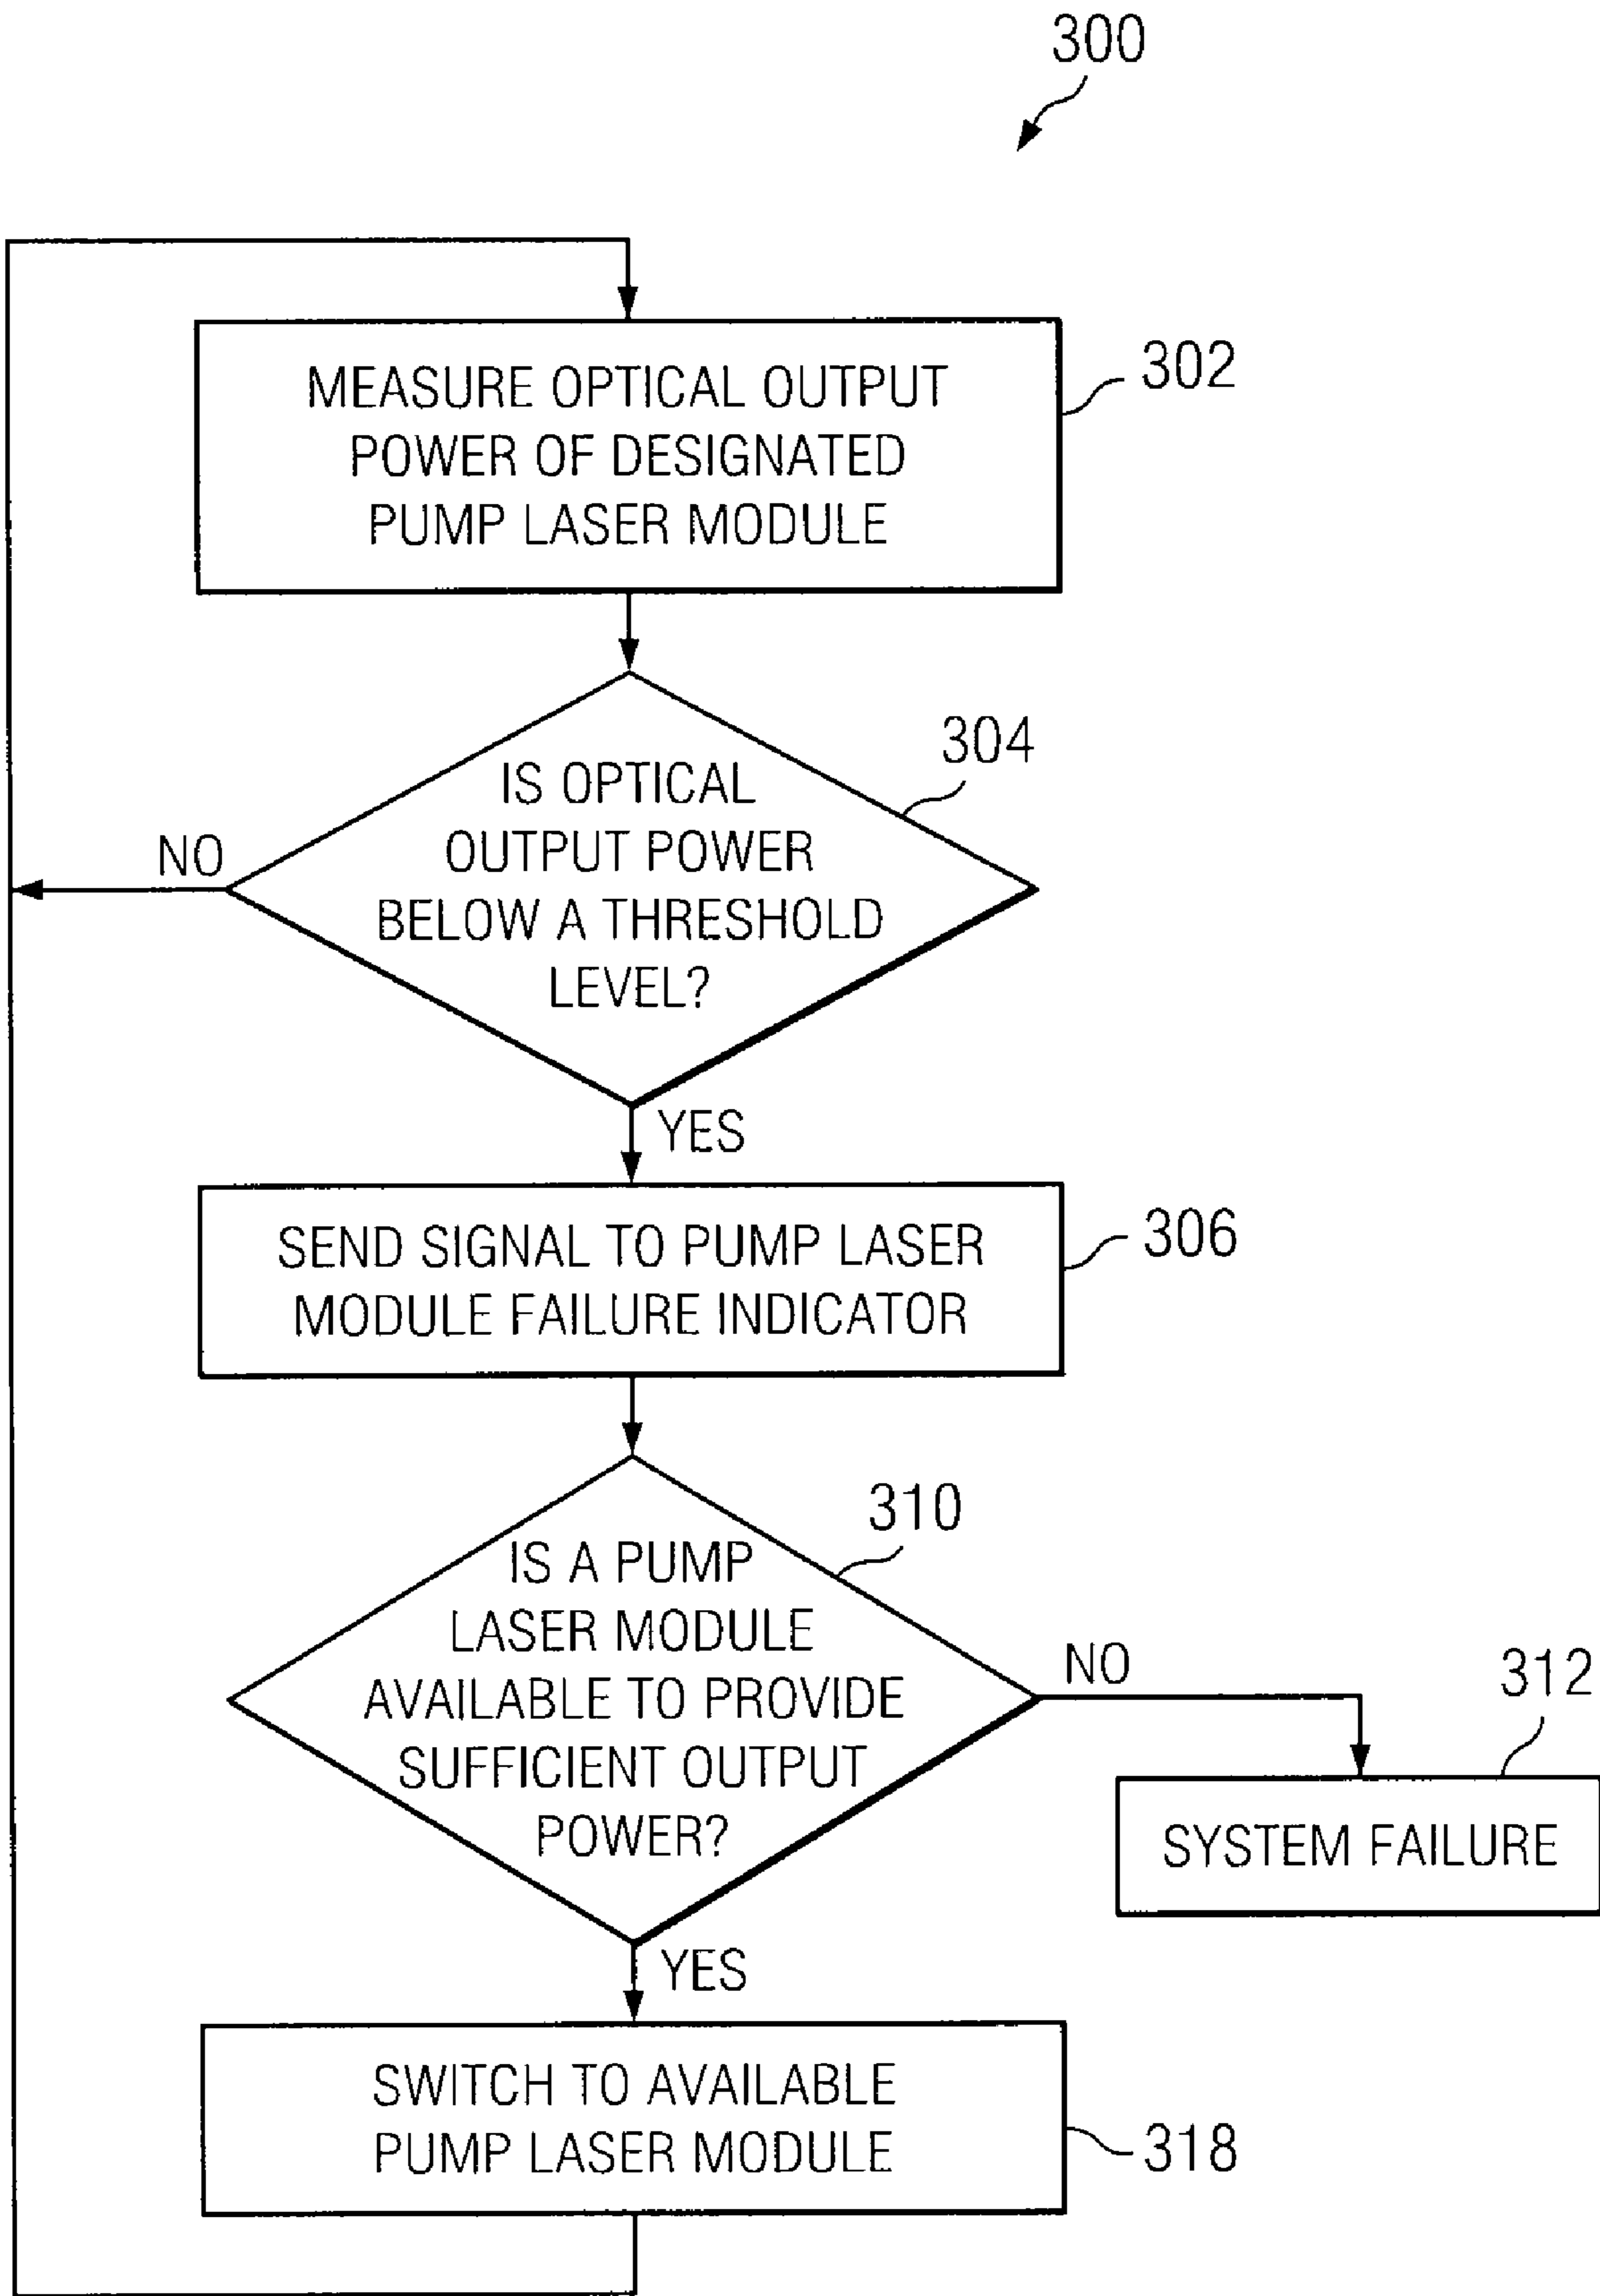 300
MEASURE OPTICAL OUTPUT
POWER OF DESIGNATED
PUMP LASER MODULE
302
IS OPTICAL
OUTPUT POWER
BELOW A THRESHOLD
LEVEL?
304
NO
YES
SEND SIGNAL TO PUMP LASER
MODULE FAILURE INDICATOR
306
IS A PUMP
LASER MODULE
AVAILABLE TO PROVIDE
SUFFICIENT OUTPUT
POWER?
310
NO
312
SYSTEM FAILURE
YES
SWITCH TO AVAILABLE
PUMP LASER MODULE
318